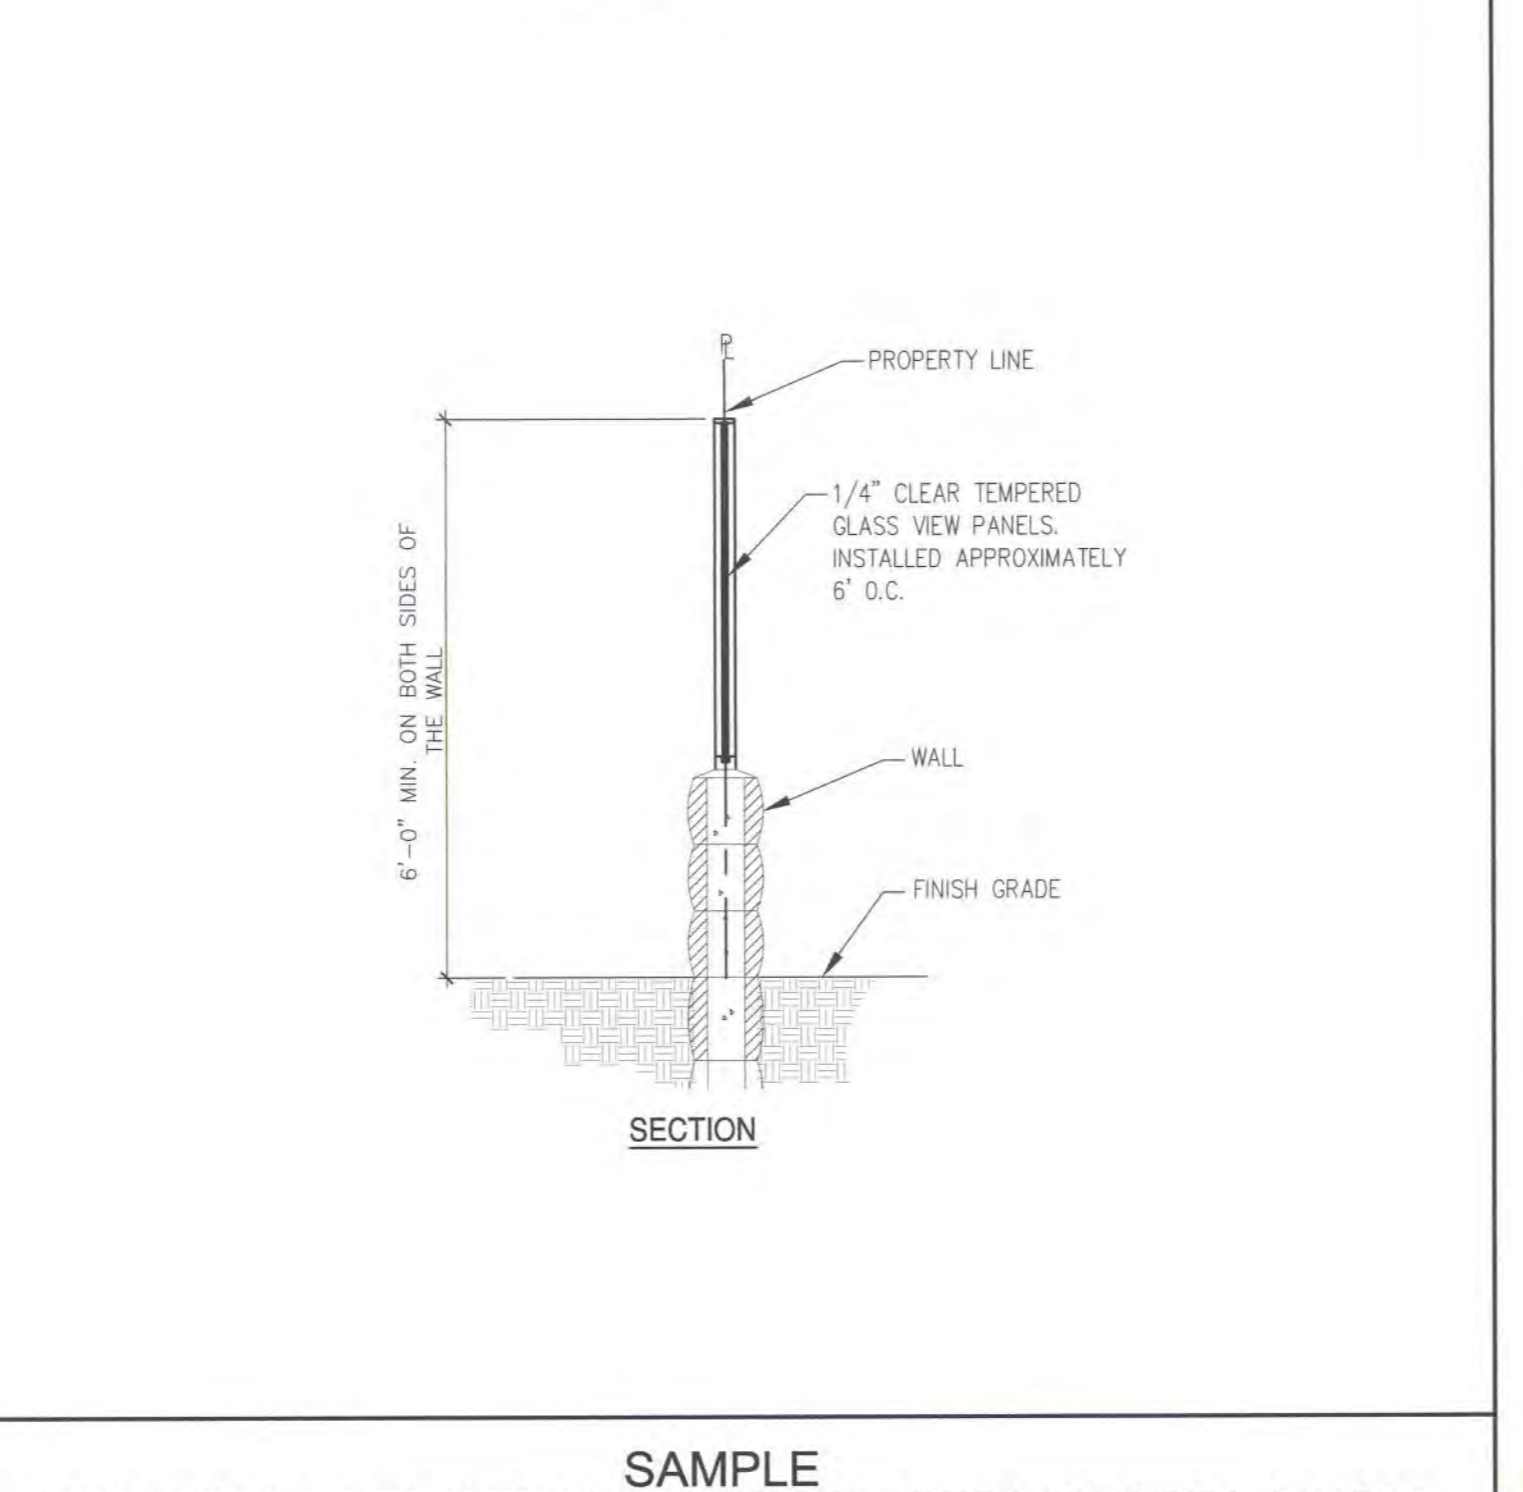 PL
PROPERTY LINE
1/4" CLEAR TEMPERED
GLASS VIEW PANELS.
INSTALLED APPROXIMATELY
6' O.C.
6'-0" MIN. ON BOTH SIDES OF
THE WALL
WALL
FINISH GRADE
SECTION
SAMPLE